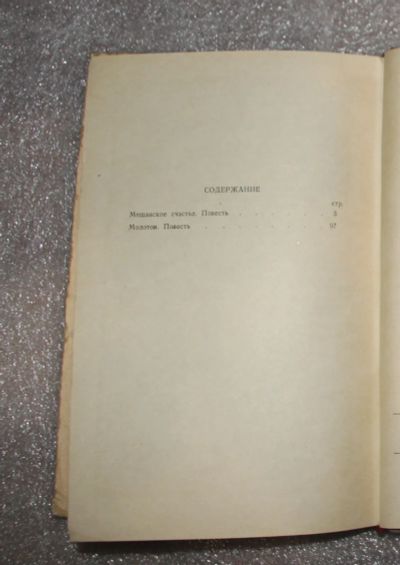 СОДЕРЖАНИЕ
стр.
Мещанское счастье. Повесть . . . . . . 3
Молотов. Повесть . . . . . . . 97